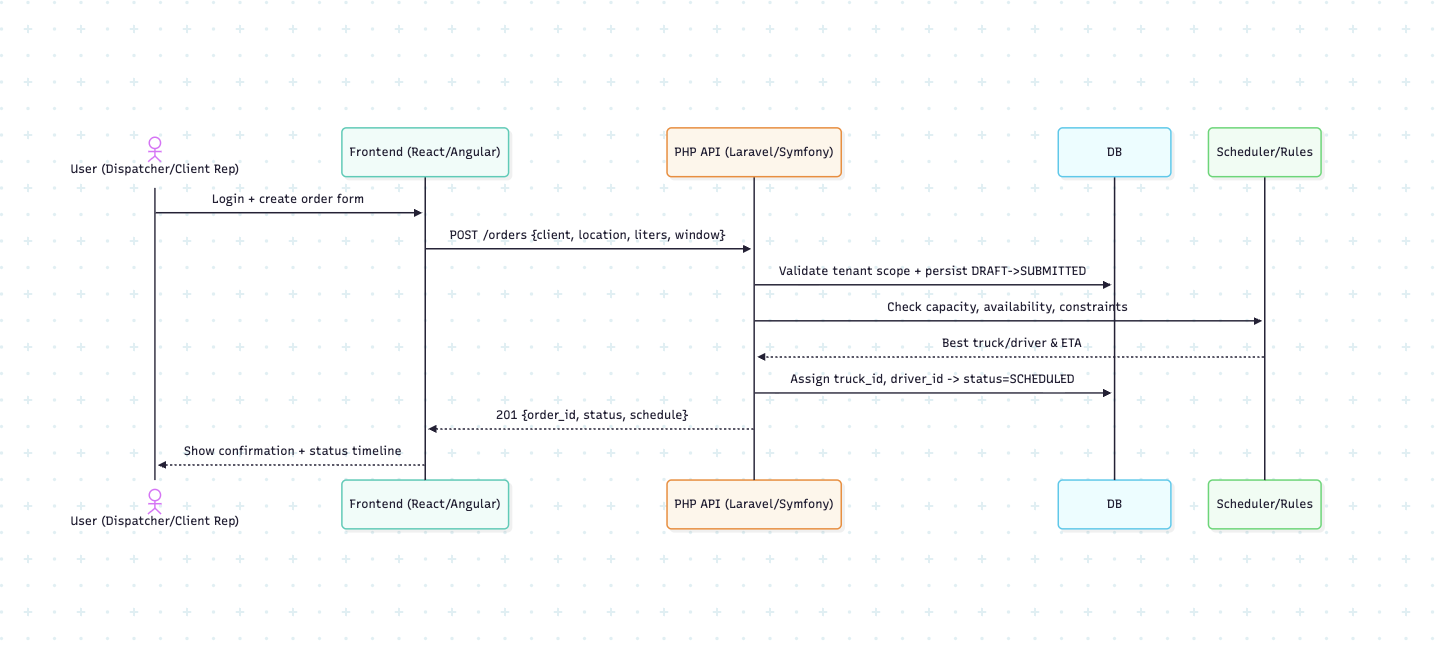 User (Dispatcher/Client Rep)
Frontend (React/Angular)
PHP API (Laravel/Symfony)
DB
Scheduler/Rules
Login + create order form
POST /orders {client, location, liters, window}
Validate tenant scope + persist DRAFT->SUBMITTED
Check capacity, availability, constraints
Best truck/driver & ETA
Assign truck_id, driver_id -> status=SCHEDULED
201 {order_id, status, schedule}
Show confirmation + status timeline
User (Dispatcher/Client Rep)
Frontend (React/Angular)
PHP API (Laravel/Symfony)
DB
Scheduler/Rules